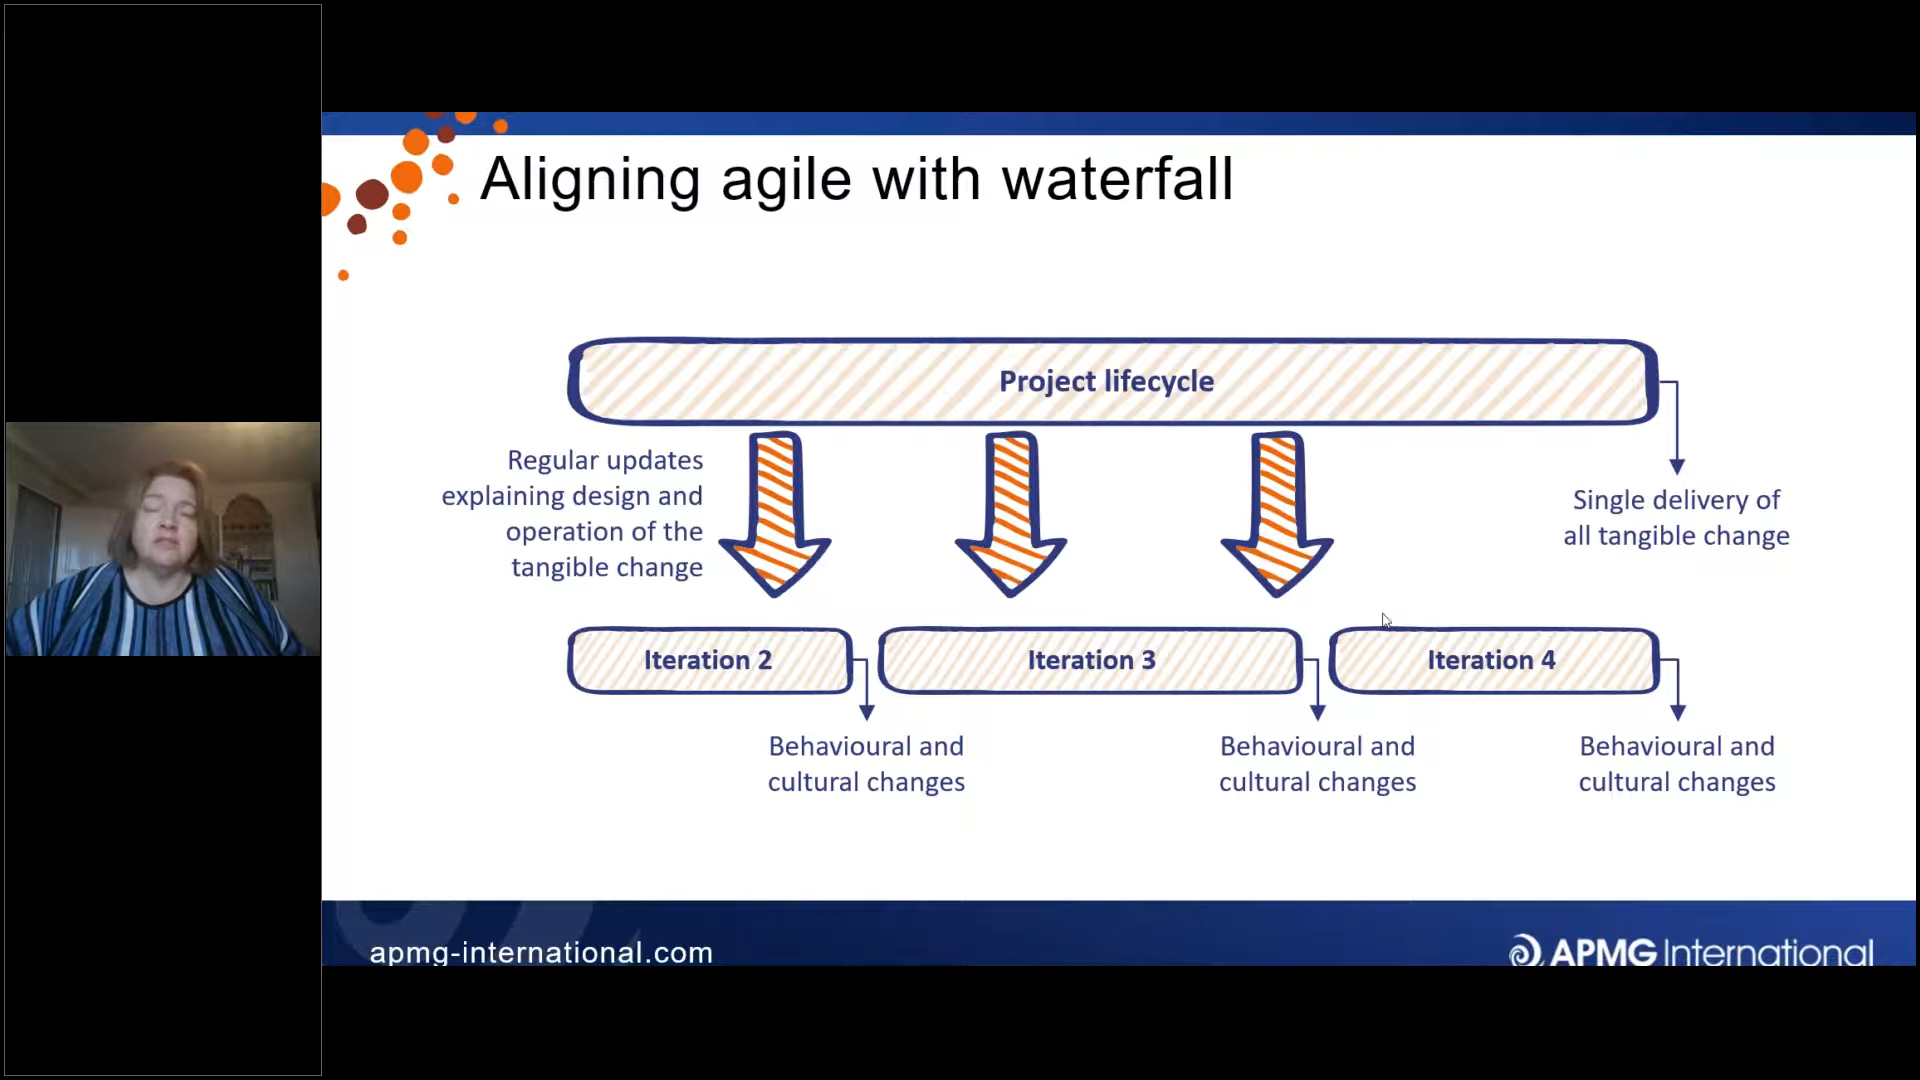 Aligning agile with waterfall
Project lifecycle
Regular updates
explaining design and
operation of the
tangible change
Single delivery of
all tangible change
Iteration 2
Iteration 3
Iteration 4
Behavioural and
cultural changes
Behavioural and
cultural changes
Behavioural and
cultural changes
apmg-international.com
APMG International